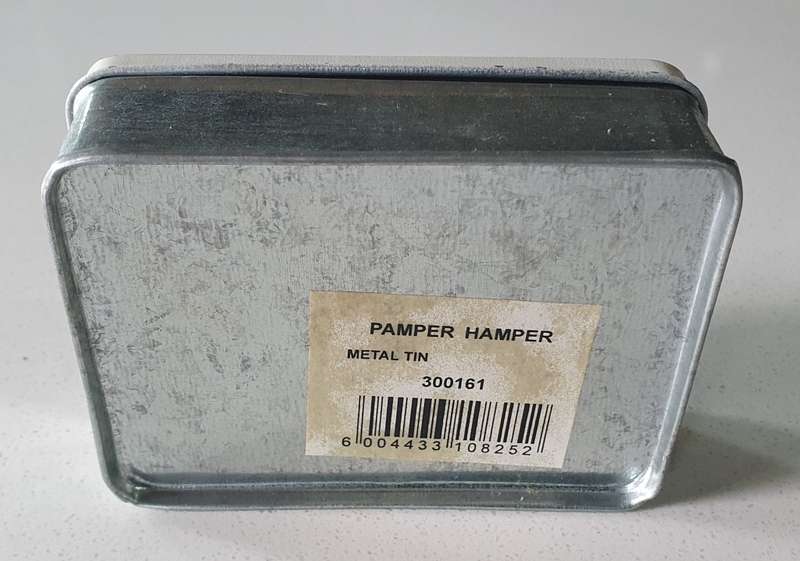 PAMPER HAMPER
METAL TIN
300161
6 004433 108252